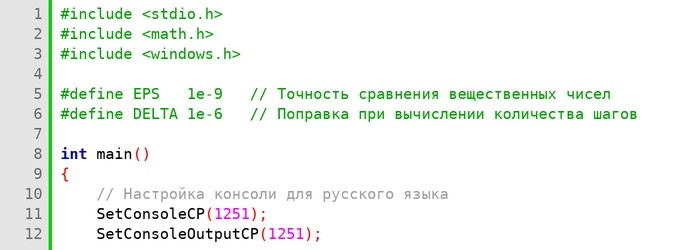 1 #include <stdio.h>
2 #include <math.h>
3 #include <windows.h>
4
5 #define EPS   1e-9   // Точность сравнения вещественных чисел
6 #define DELTA 1e-6   // Поправка при вычислении количества шагов
7
8 int main()
9 {
10     // Настройка консоли для русского языка
11     SetConsoleCP(1251);
12     SetConsoleOutputCP(1251);